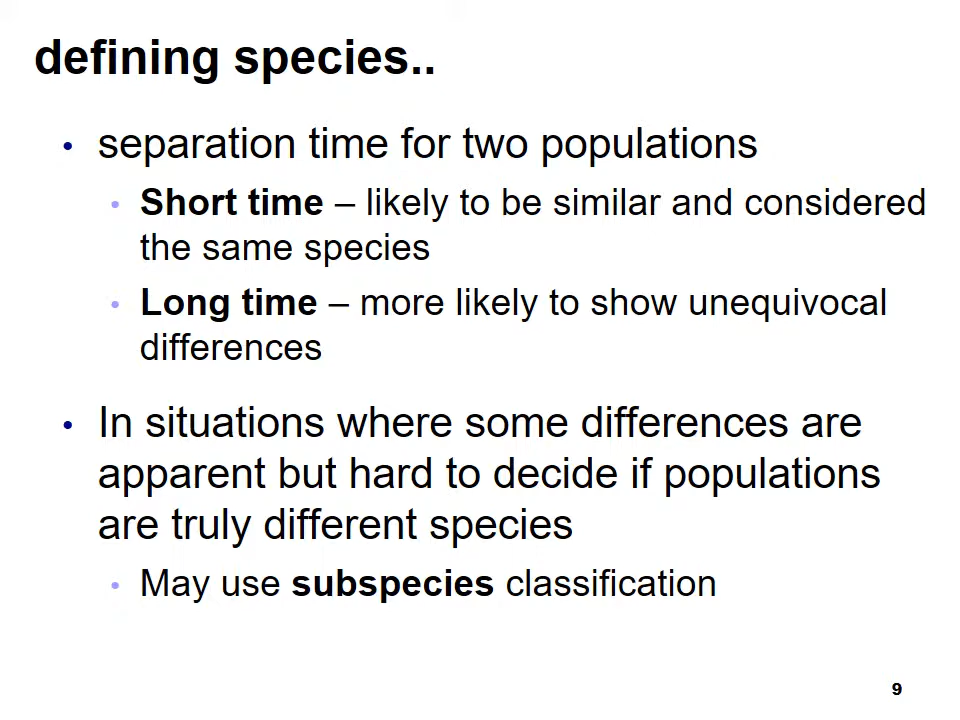 defining species..
• separation time for two populations
• Short time – likely to be similar and considered
the same species
• Long time – more likely to show unequivocal
differences
• In situations where some differences are
apparent but hard to decide if populations
are truly different species
• May use subspecies classification
9